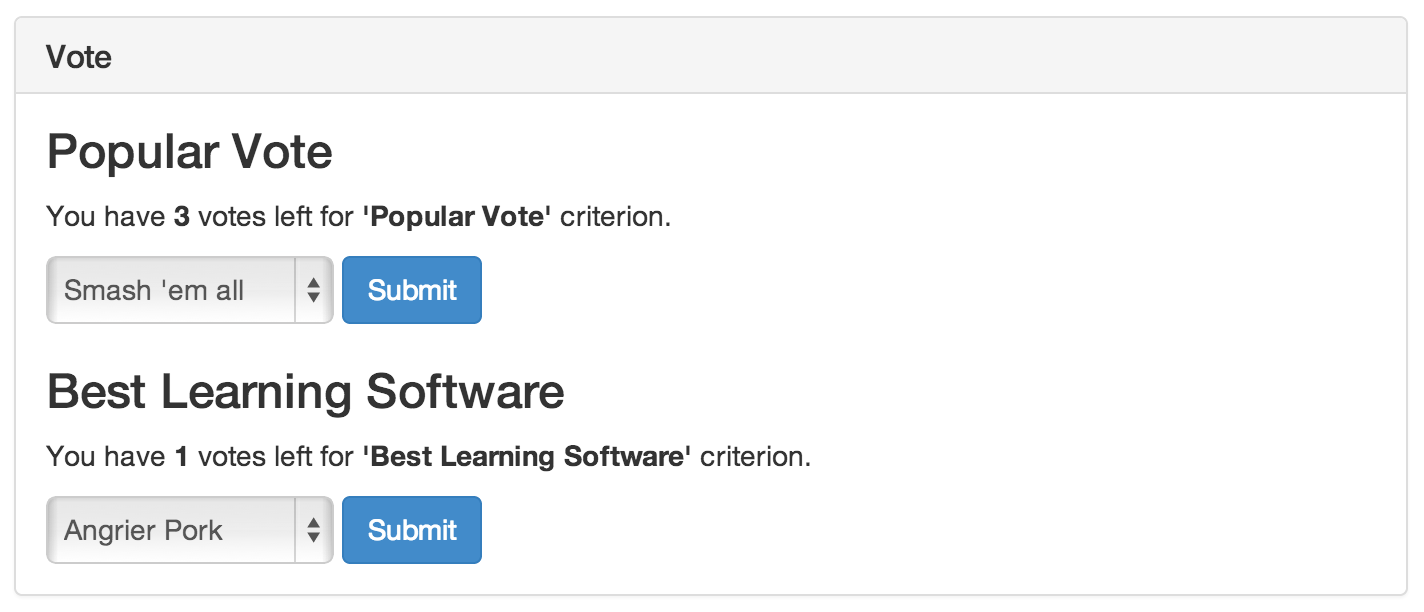 Vote
Popular Vote
You have 3 votes left for 'Popular Vote' criterion.
Smash 'em all Submit
Best Learning Software
You have 1 votes left for 'Best Learning Software' criterion.
Angrier Pork Submit